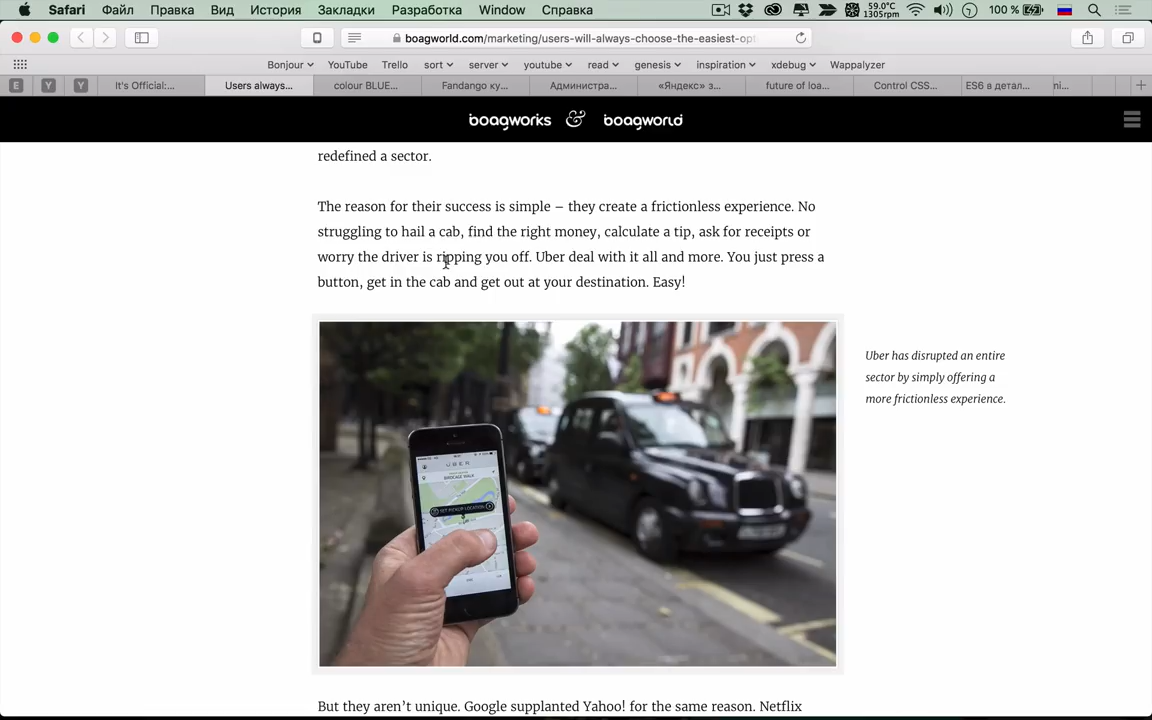 Safari Файл Правка Вид История Закладки Разработка Window Справка 59.0°C 1305rpm 100 %
boagworld.com/marketing/users-will-always-choose-the-easiest-opt
Bonjour YouTube Trello sort server youtube read genesis inspiration xdebug Wappalyzer
E Y Y It's Official:... Users always... colour BLUE... Fandango ку... Администра... «Яндекс» з... future of loa... Control CSS... ES6 в детал... ni...
boagworks & boagworld
redefined a sector.
The reason for their success is simple – they create a frictionless experience. No
struggling to hail a cab, find the right money, calculate a tip, ask for receipts or
worry the driver is ripping you off. Uber deal with it all and more. You just press a
button, get in the cab and get out at your destination. Easy!
Uber has disrupted an entire
sector by simply offering a
more frictionless experience.
UBER
BIRDCAGE WALK
SET PICKUP LOCATION
But they aren’t unique. Google supplanted Yahoo! for the same reason. Netflix